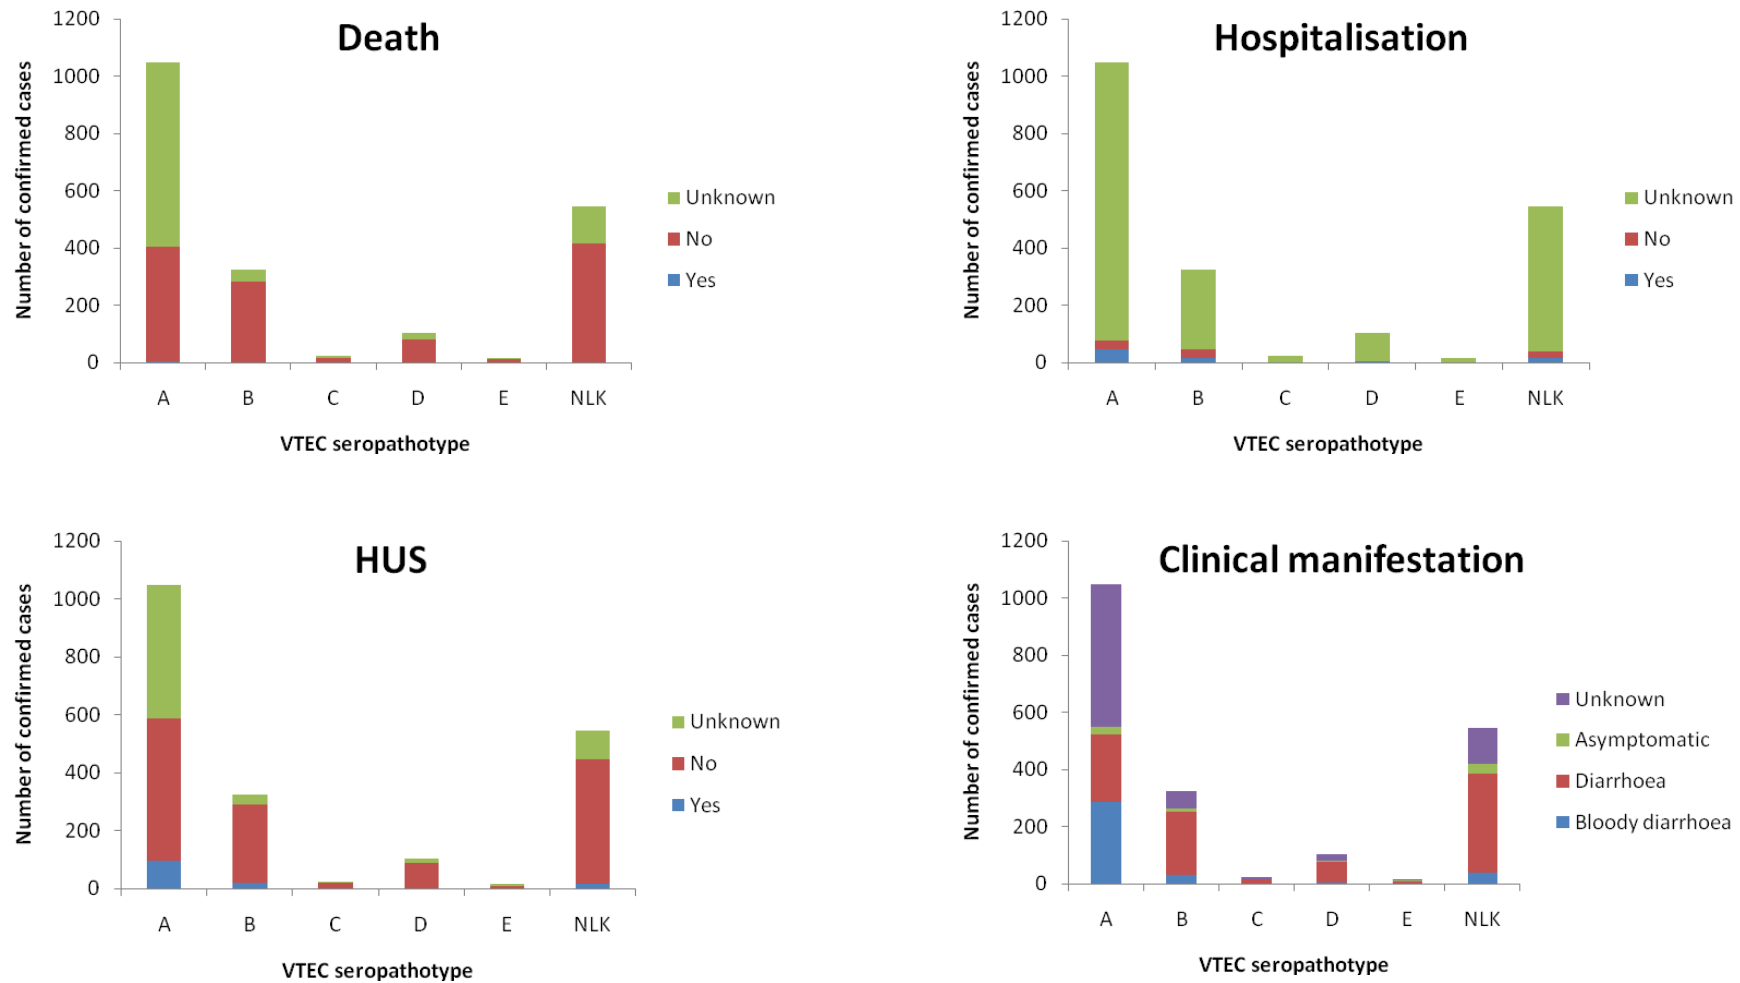 Death
Number of confirmed cases
1200
1000
800
600
400
200
0
A B C D E NLK
VTEC seropathotype
Unknown
No
Yes
Hospitalisation
Number of confirmed cases
1200
1000
800
600
400
200
0
A B C D E NLK
VTEC seropathotype
Unknown
No
Yes
HUS
Number of confirmed cases
1200
1000
800
600
400
200
0
A B C D E NLK
VTEC seropathotype
Unknown
No
Yes
Clinical manifestation
Number of confirmed cases
1200
1000
800
600
400
200
0
A B C D E NLK
VTEC seropathotype
Unknown
Asymptomatic
Diarrhoea
Bloody diarrhoea